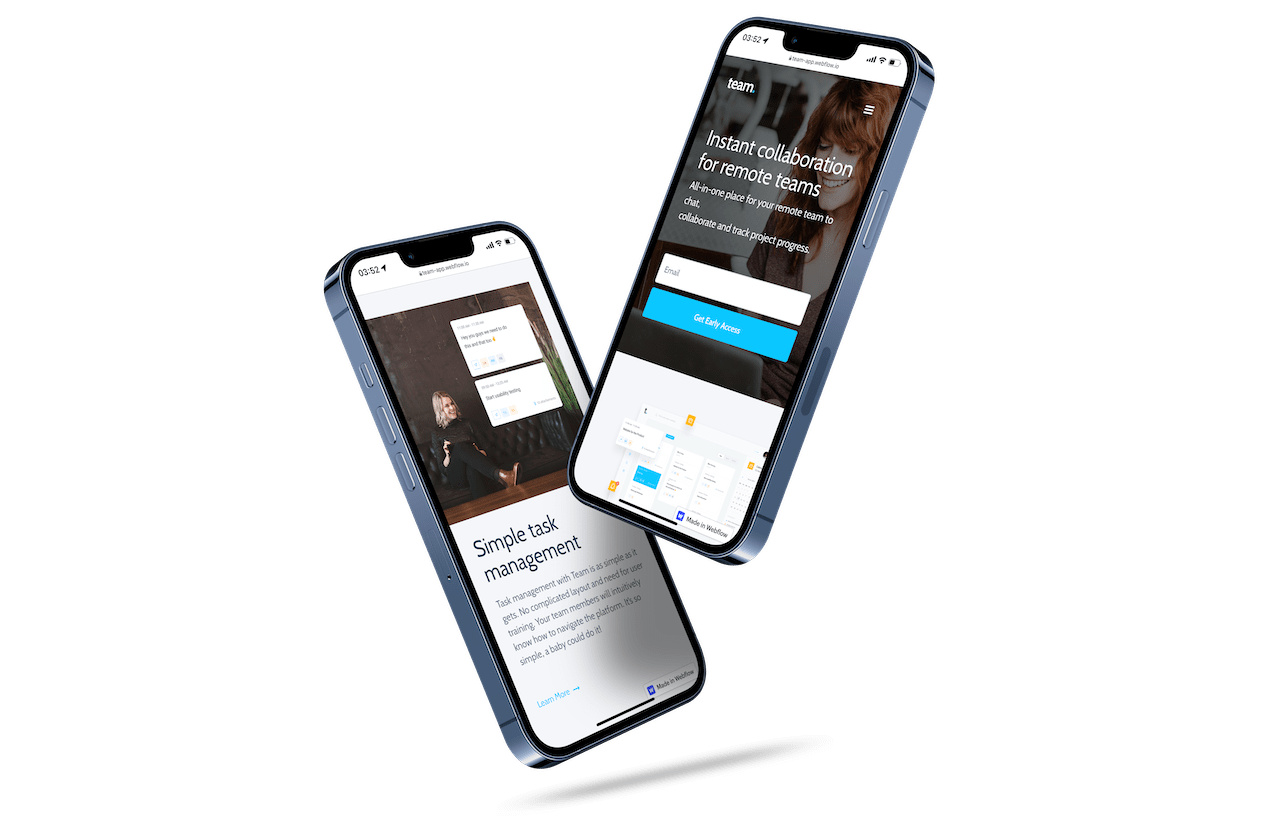 03:52
team-app.webflow.io
Hey you guys we need to do
this and that too!
Start usability testing
Simple task
management
Task management with Team is as simple as it
gets. No complicated layout and need for user
training. Your team members will intuitively
know how to navigate the platform. It's so
simple, a baby could do it!
Learn More →
Made in Webflow
03:52
team-app.webflow.io
team.
Instant collaboration
for remote teams
All-in-one place for your remote team to
chat,
collaborate and track project progress.
Email
Get Early Access
t
Made in Webflow